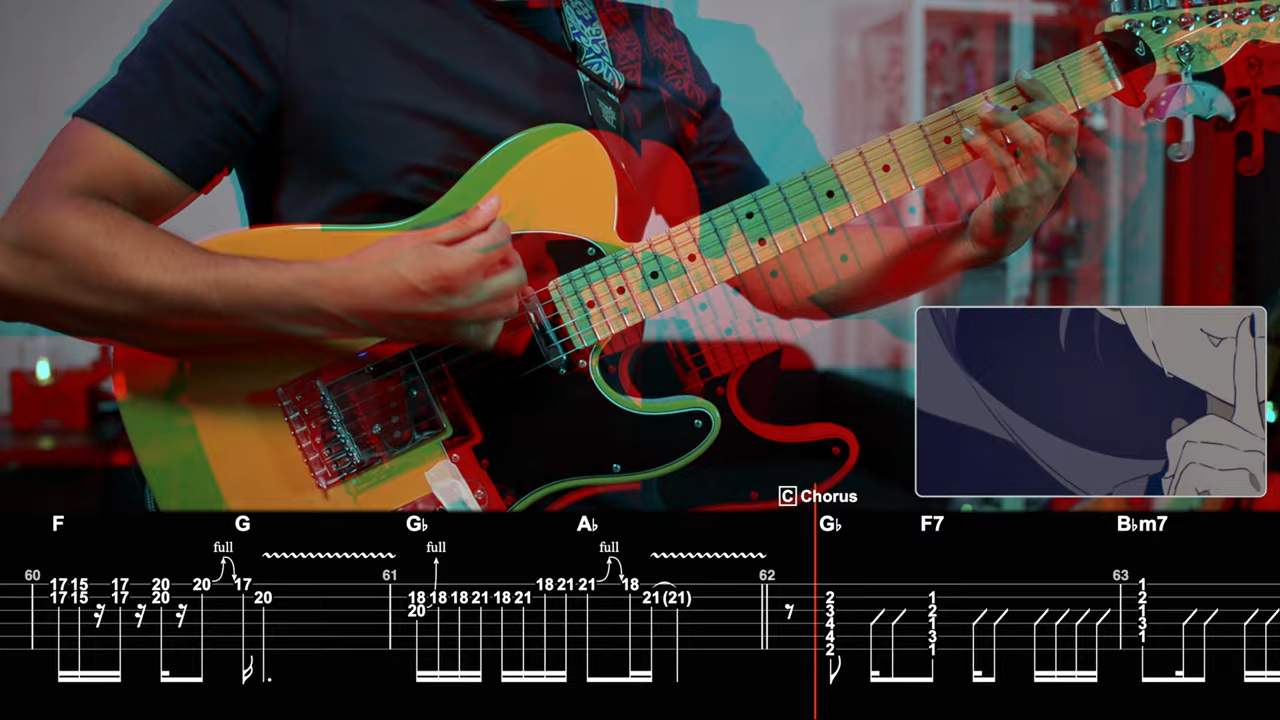 C Chorus
F G G♭ A♭ G♭ F7 B♭m7
full full full
60 61 62 63
17 15 17 20 20 17 18 21 21 18 1
17 15 17 20 20 18 18 18 21 18 21 21 (21) 2 1 2
20 3 2 1
4 1 3
4 3 1
2 1